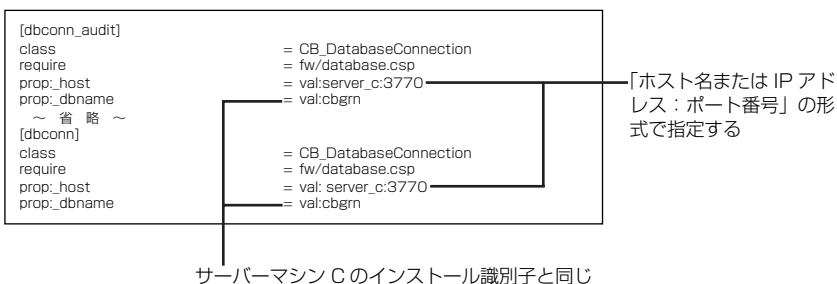 [dbconn_audit]
class = CB_DatabaseConnection
require = fw/database.csp
prop:_host = val:server_c:3770
prop:_dbname = val:cbgrn
～ 省 略 ～
[dbconn]
class = CB_DatabaseConnection
require = fw/database.csp
prop:_host = val: server_c:3770
prop:_dbname = val:cbgrn
「ホスト名または IP アド
レス：ポート番号」の形
式で指定する
サーバーマシン C のインストール識別子と同じ